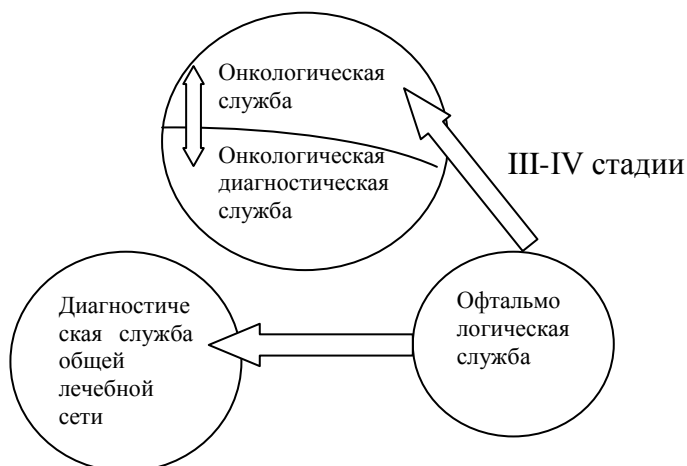 Онкологическая
служба
Онкологическая
диагностическая
служба
III-IV стадии
Диагностиче
ская служба
общей
лечебной
сети
Офтальмо
логическая
служба